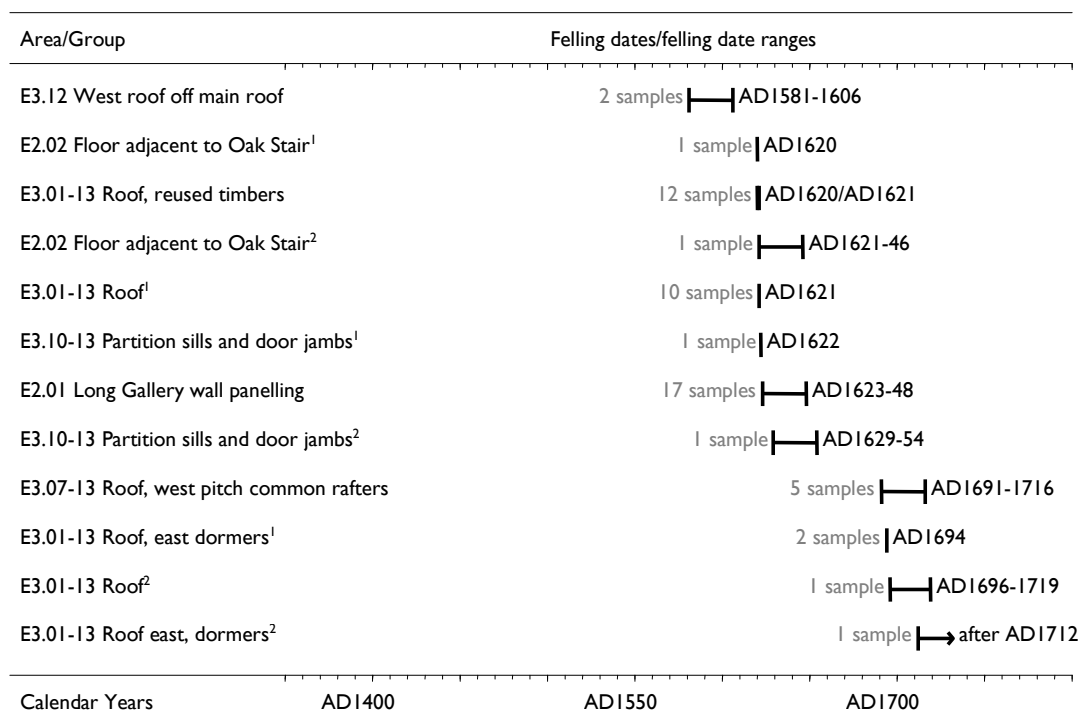 Area/Group Felling dates/felling date ranges
E3.12 West roof off main roof 2 samples AD1581-1606
E2.02 Floor adjacent to Oak Stair¹ 1 sample AD1620
E3.01-13 Roof, reused timbers 12 samples AD1620/AD1621
E2.02 Floor adjacent to Oak Stair² 1 sample AD1621-46
E3.01-13 Roof¹ 10 samples AD1621
E3.10-13 Partition sills and door jambs¹ 1 sample AD1622
E2.01 Long Gallery wall panelling 17 samples AD1623-48
E3.10-13 Partition sills and door jambs² 1 sample AD1629-54
E3.07-13 Roof, west pitch common rafters 5 samples AD1691-1716
E3.01-13 Roof, east dormers¹ 2 samples AD1694
E3.01-13 Roof² 1 sample AD1696-1719
E3.01-13 Roof east, dormers² 1 sample after AD1712
Calendar Years AD1400 AD1550 AD1700